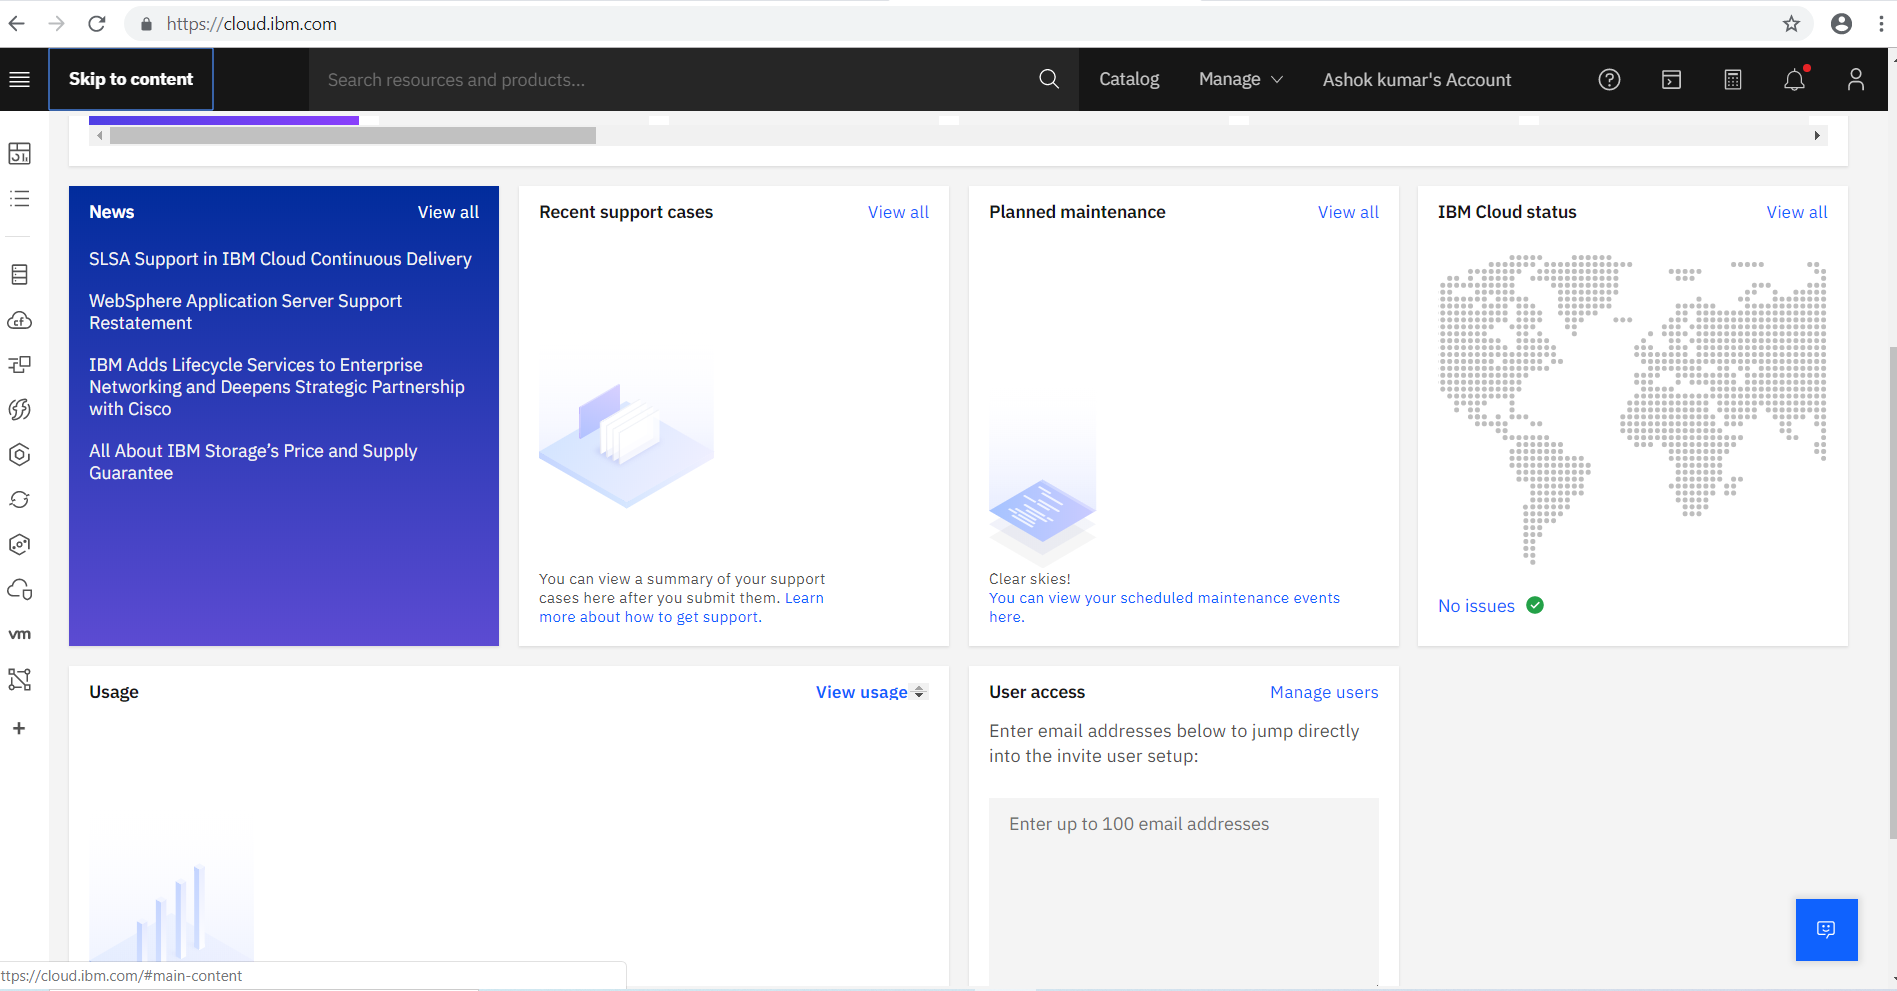 https://cloud.ibm.com
Skip to content
Search resources and products...
Catalog
Manage
Ashok kumar's Account
News
View all
SLSA Support in IBM Cloud Continuous Delivery
WebSphere Application Server Support
Restatement
IBM Adds Lifecycle Services to Enterprise
Networking and Deepens Strategic Partnership
with Cisco
All About IBM Storage’s Price and Supply
Guarantee
Recent support cases
View all
You can view a summary of your support
cases here after you submit them. Learn
more about how to get support.
Planned maintenance
View all
Clear skies!
You can view your scheduled maintenance events
here.
IBM Cloud status
View all
No issues
cf
vm
Usage
View usage
User access
Manage users
Enter email addresses below to jump directly
into the invite user setup:
Enter up to 100 email addresses
ttps://cloud.ibm.com/#main-content